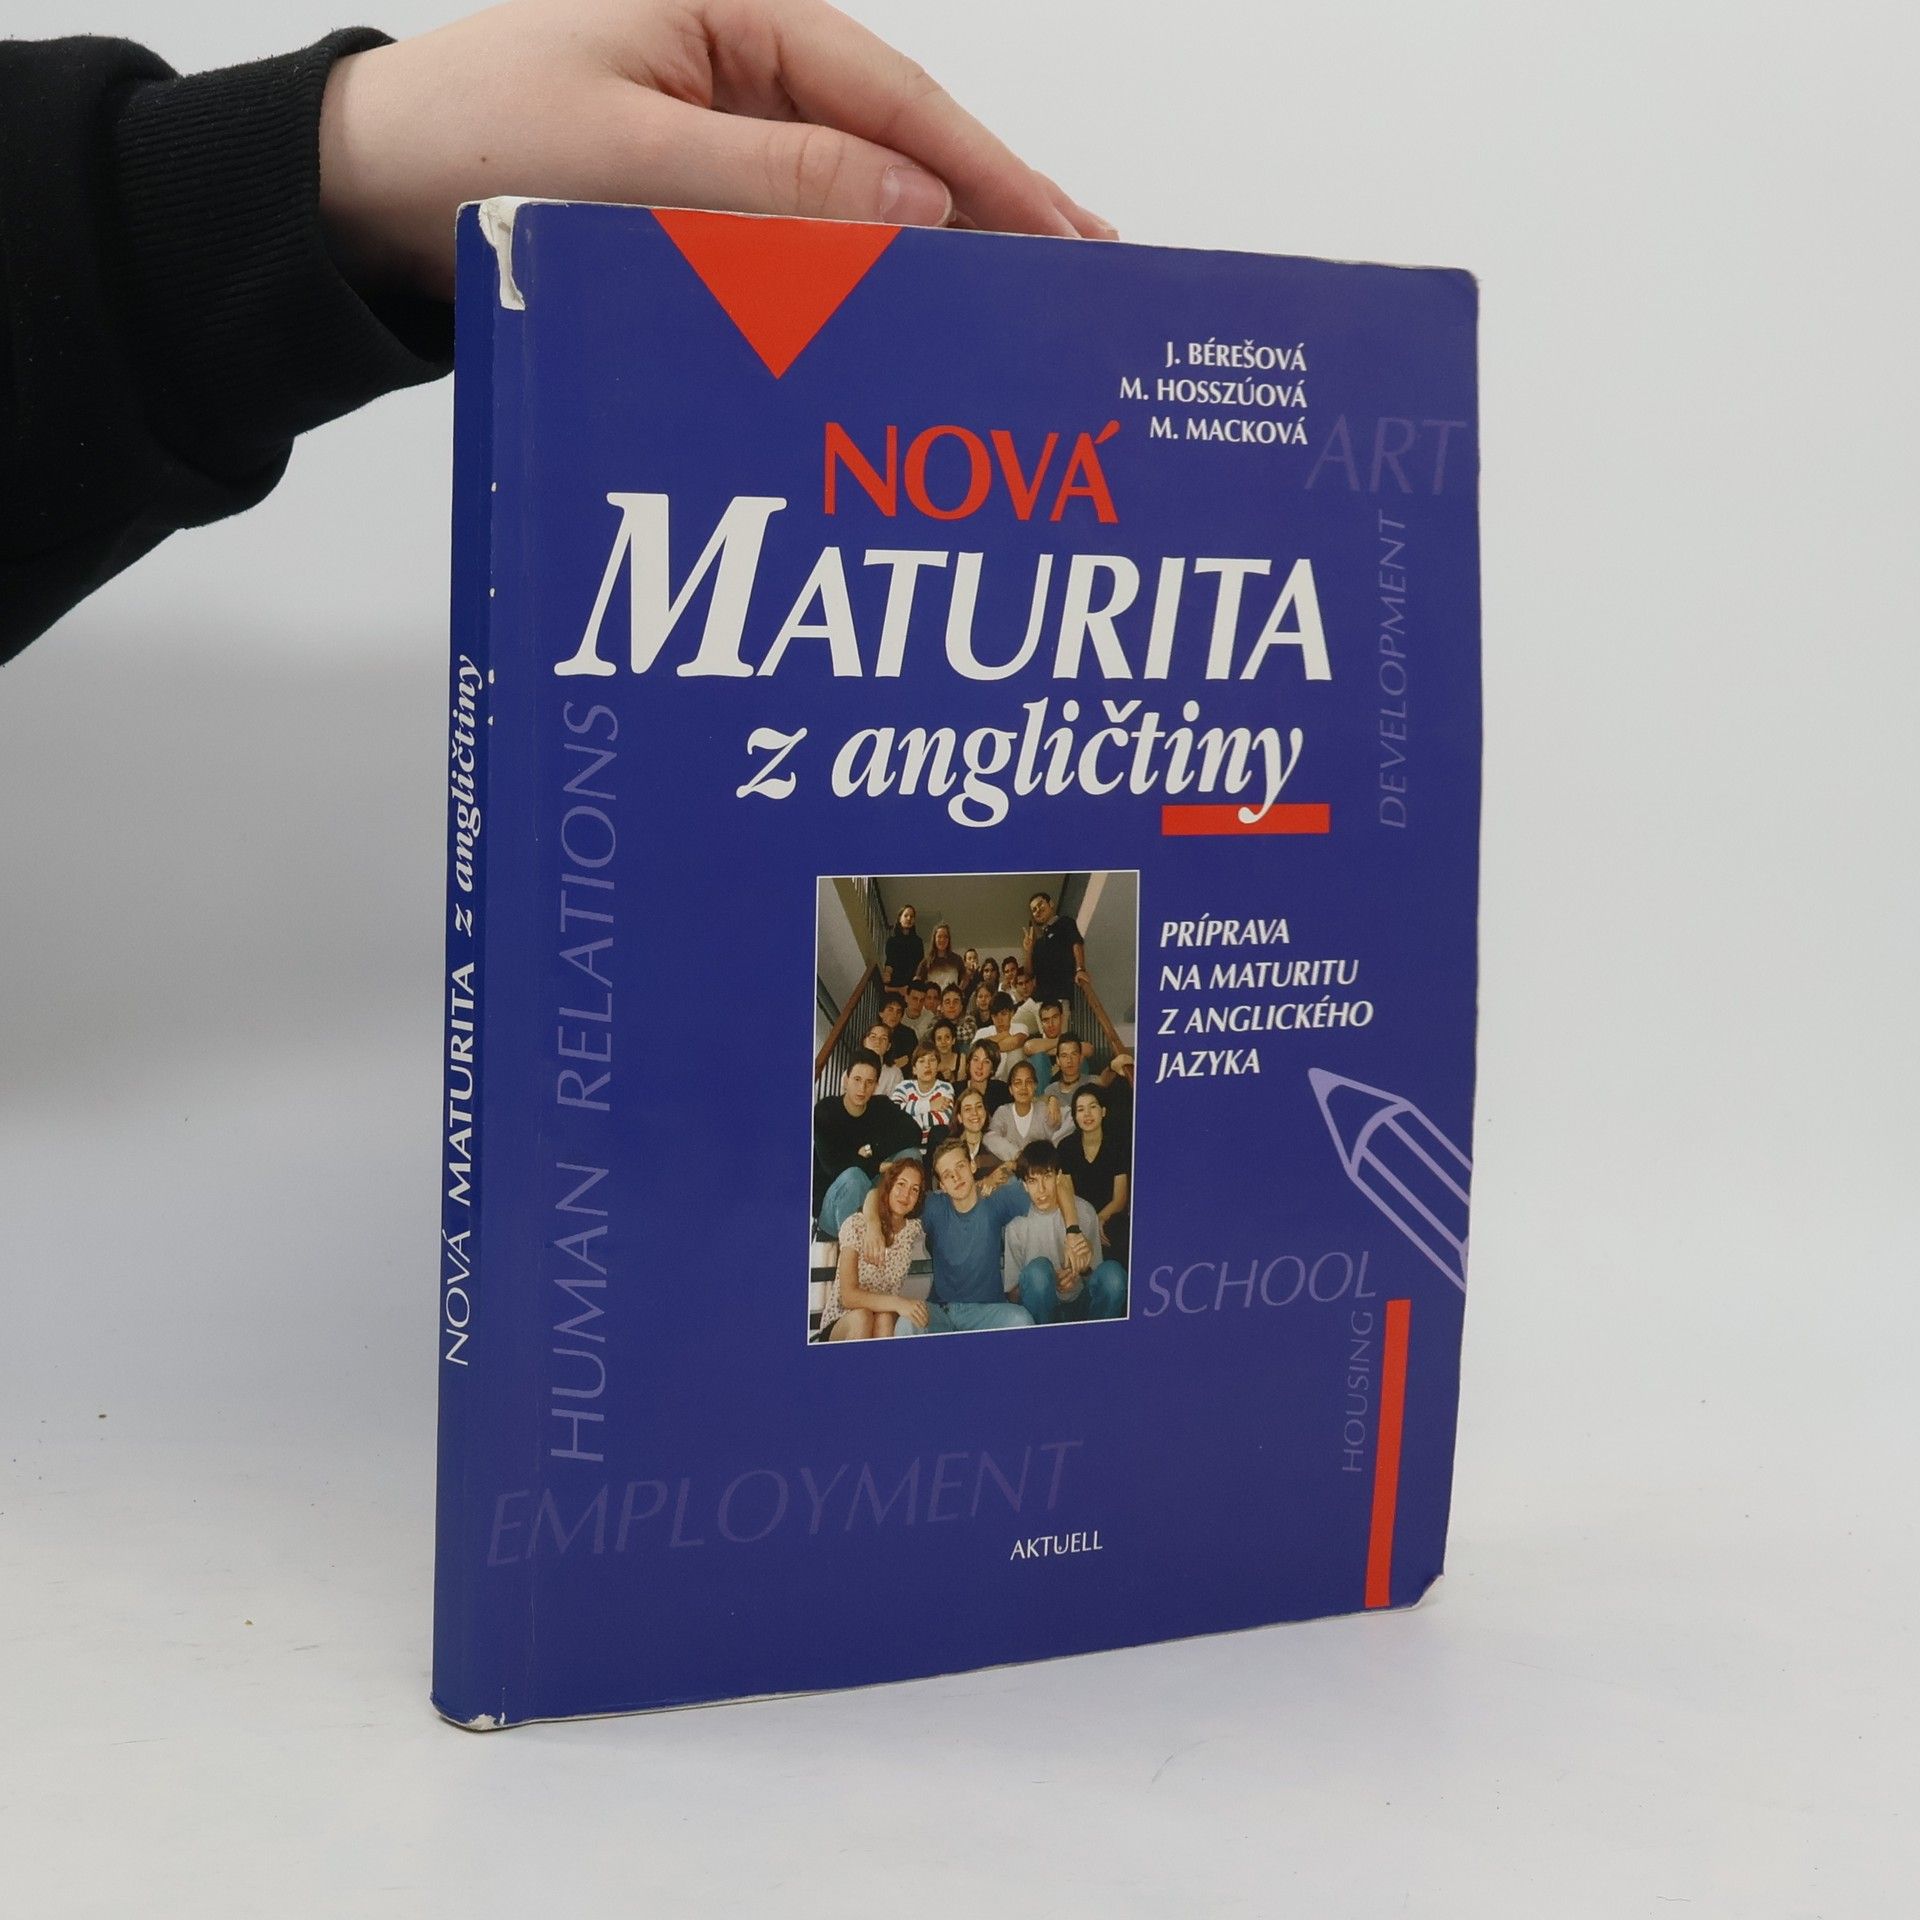 J. BÉREŠOVÁ
M. HOSSZÚOVÁ
M. MACKOVÁ
NOVÁ
MATURITA
z angličtiny
PRÍPRAVA
NA MATURITU
Z ANGLICKÉHO
JAZYKA
ART
DEVELOPMENT
HUMAN RELATIONS
SCHOOL
HOUSING
EMPLOYMENT
AKTUELL
NOVÁ MATURITA z angličtiny